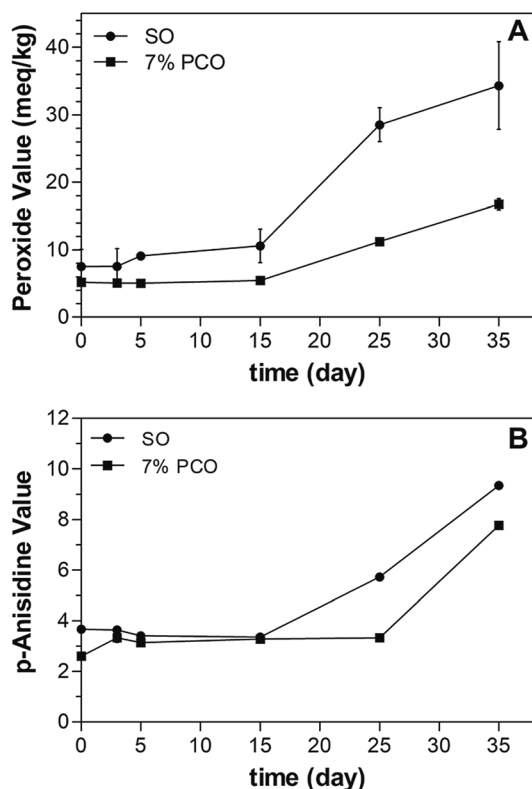 A
SO
7% PCO
Peroxide Value (meq/kg)
40
30
20
10
0
0 5 10 15 20 25 30 35
time (day)
B
SO
7% PCO
p-Anisidine Value
12
10
8
6
4
2
0
0 5 10 15 20 25 30 35
time (day)